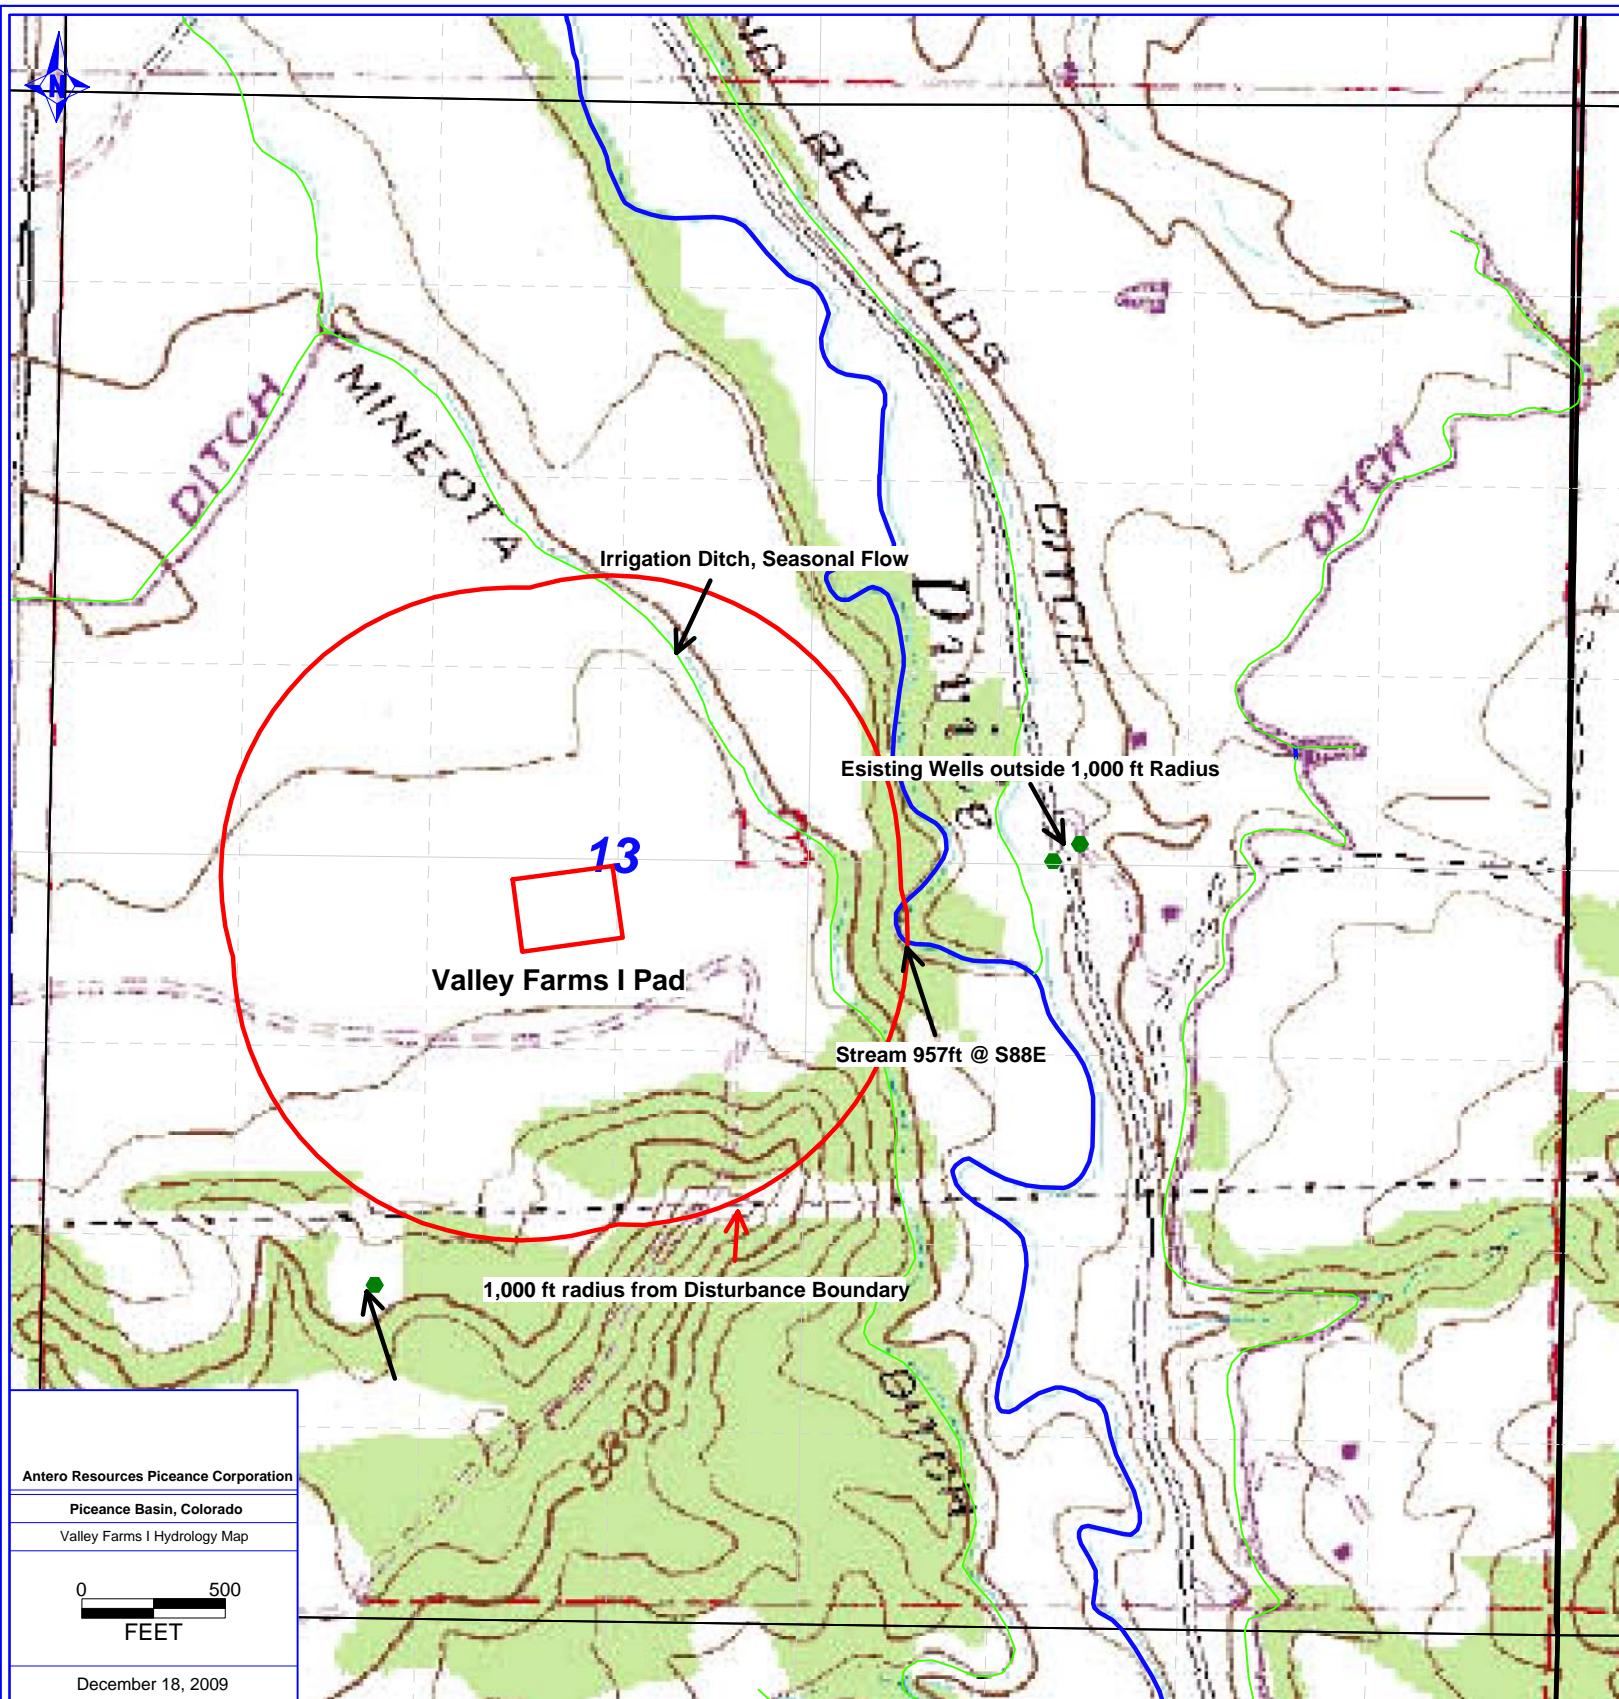 N
ND
REYNOLDS
DITCH
MINEOTA
DITCH
DITCH
DITCH
Irrigation Ditch, Seasonal Flow
Divide
Esisting Wells outside 1,000 ft Radius
13
13
Valley Farms I Pad
Stream 957ft @ S88E
1,000 ft radius from Disturbance Boundary
5800
Antero Resources Piceance Corporation
Piceance Basin, Colorado
Valley Farms I Hydrology Map
0 500
FEET
December 18, 2009